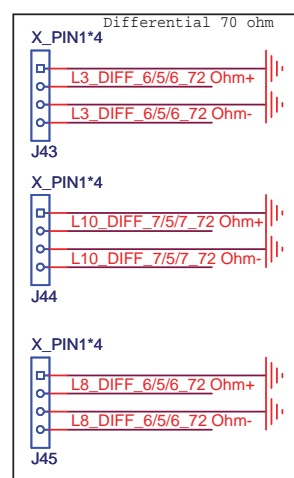 Differential 70 ohm
X_PIN1*4
L3_DIFF_6/5/6_72 Ohm+
L3_DIFF_6/5/6_72 Ohm-
J43
X_PIN1*4
L10_DIFF_7/5/7_72 Ohm+
L10_DIFF_7/5/7_72 Ohm-
J44
X_PIN1*4
L8_DIFF_6/5/6_72 Ohm+
L8_DIFF_6/5/6_72 Ohm-
J45